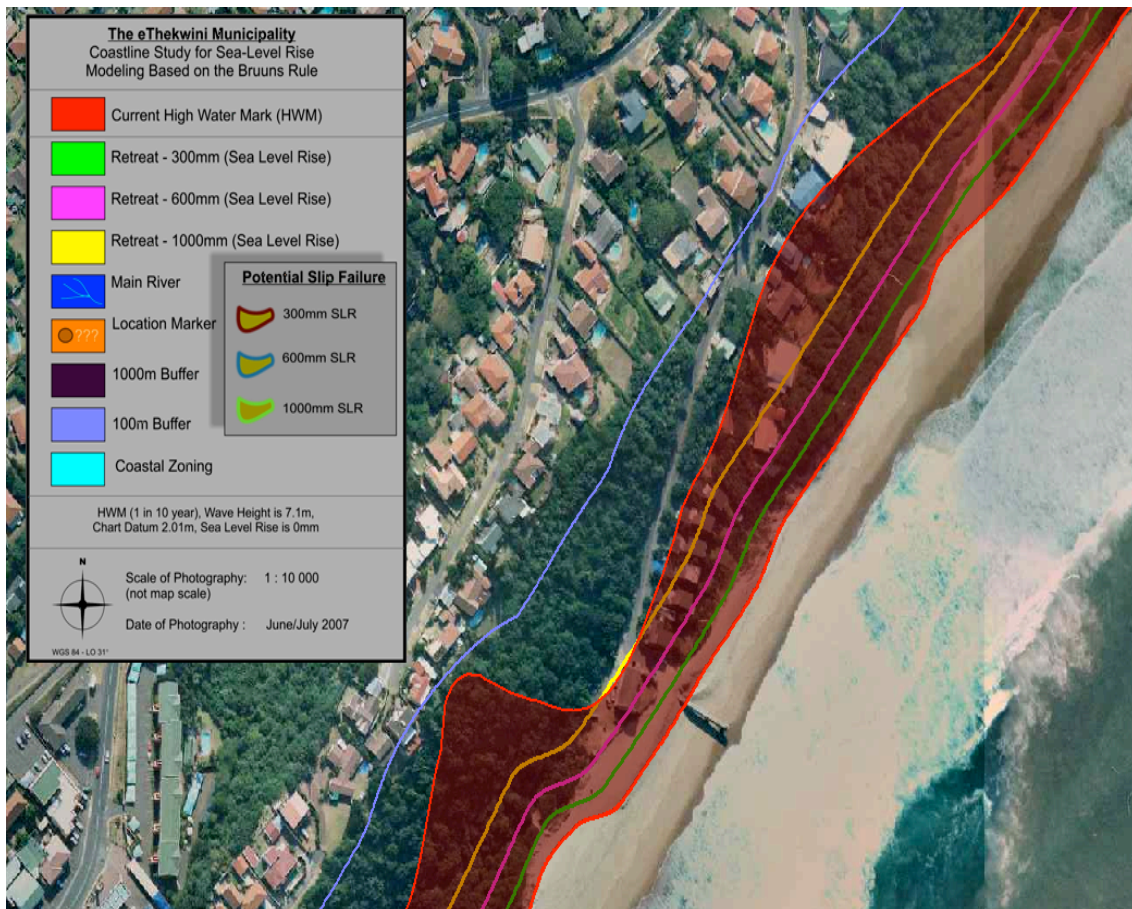 The eThekwini Municipality
Coastline Study for Sea-Level Rise
Modeling Based on the Bruuns Rule
Current High Water Mark (HWM)
Retreat - 300mm (Sea Level Rise)
Retreat - 600mm (Sea Level Rise)
Retreat - 1000mm (Sea Level Rise)
Main River
??? Location Marker
1000m Buffer
100m Buffer
Coastal Zoning
Potential Slip Failure
300mm SLR
600mm SLR
1000mm SLR
HWM (1 in 10 year), Wave Height is 7.1m,
Chart Datum 2.01m, Sea Level Rise is 0mm
N
Scale of Photography: 1 : 10 000
(not map scale)
Date of Photography : June/July 2007
WGS 84 - LO 31°